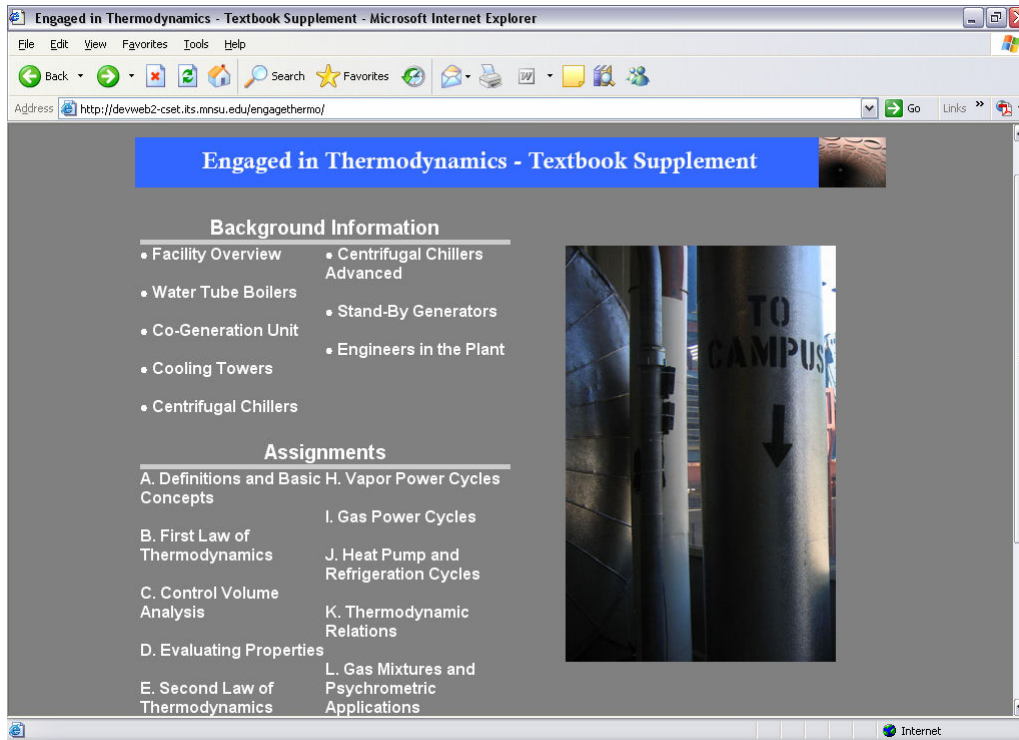 Engaged in Thermodynamics - Textbook Supplement - Microsoft Internet Explorer
File Edit View Favorites Tools Help
Back Search Favorites
Address http://devweb2-cset.its.mnsu.edu/engagethermo/ Go Links »
Engaged in Thermodynamics - Textbook Supplement
Background Information
• Facility Overview
• Water Tube Boilers
• Co-Generation Unit
• Cooling Towers
• Centrifugal Chillers
• Centrifugal Chillers
Advanced
• Stand-By Generators
• Engineers in the Plant
TO
CAMPUS
Assignments
A. Definitions and Basic
Concepts
B. First Law of
Thermodynamics
C. Control Volume
Analysis
D. Evaluating Properties
E. Second Law of
Thermodynamics
H. Vapor Power Cycles
I. Gas Power Cycles
J. Heat Pump and
Refrigeration Cycles
K. Thermodynamic
Relations
L. Gas Mixtures and
Psychrometric
Applications
Internet